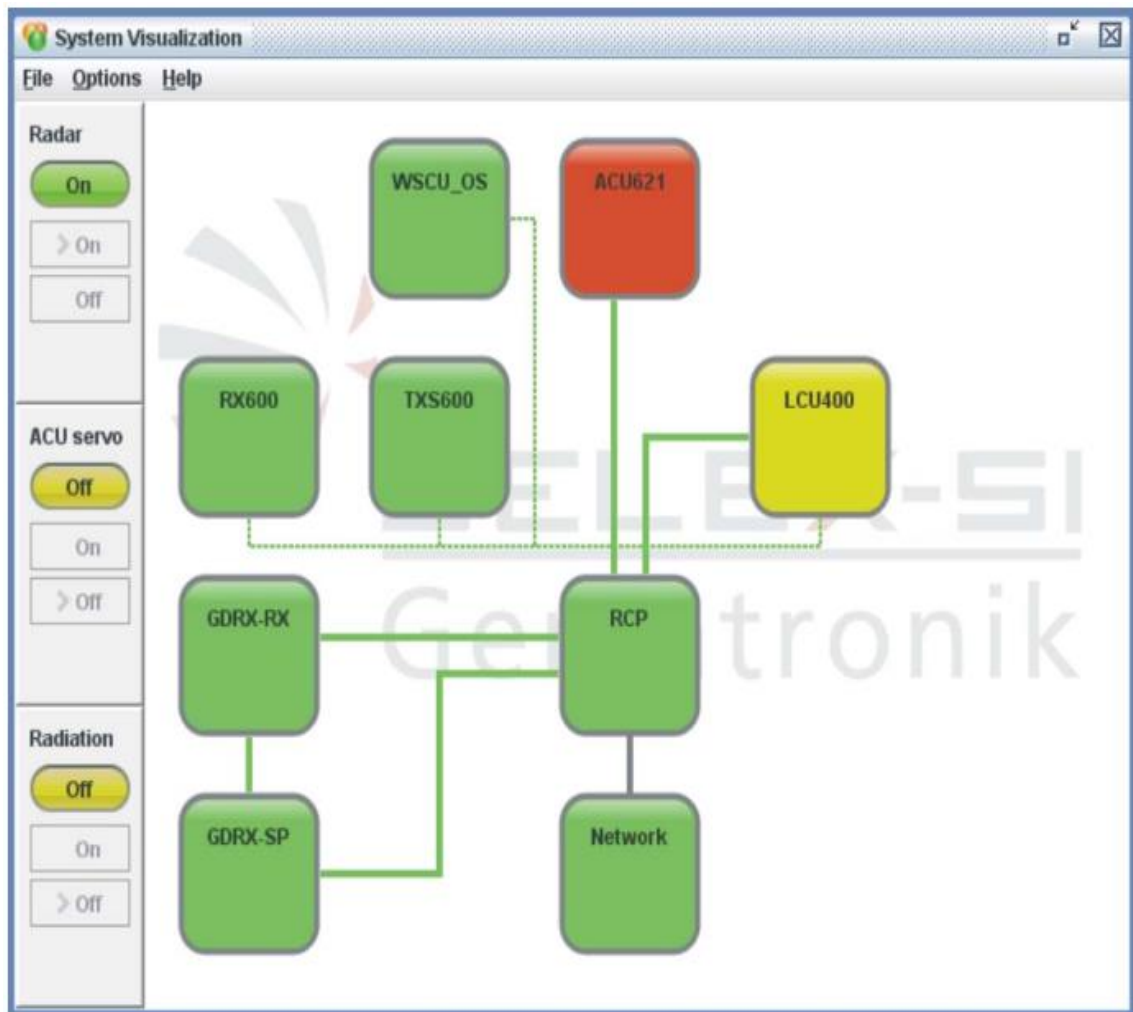 System Visualization
File Options Help
Radar
On
On
Off
ACU servo
Off
On
Off
Radiation
Off
On
Off
WSCU_OS
ACU621
RX600
TXS600
LCU400
GDRX-RX
RCP
GDRX-SP
Network